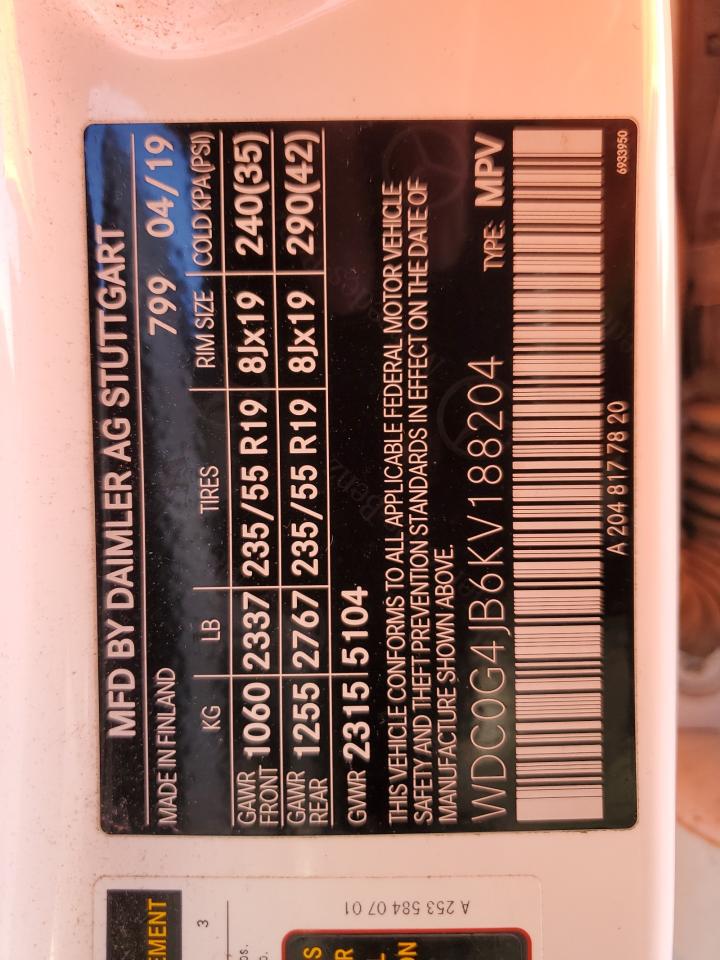 MFD BY DAIMLER AG STUTTGART
MADE IN FINLAND 799 04/19
KG LB TIRES RIM SIZE COLD KPA(PSI)
GAWR FRONT 1060 2337 235/55 R19 8Jx19 240(35)
GAWR REAR 1255 2767 235/55 R19 8Jx19 290(42)
GVWR 2315 5104
THIS VEHICLE CONFORMS TO ALL APPLICABLE FEDERAL MOTOR VEHICLE
SAFETY AND THEFT PREVENTION STANDARDS IN EFFECT ON THE DATE OF
MANUFACTURE SHOWN ABOVE.
WDC0G4JB6KV188204 TYPE: MPV
A 204 817 78 20
6933950
A 253 584 07 01
3